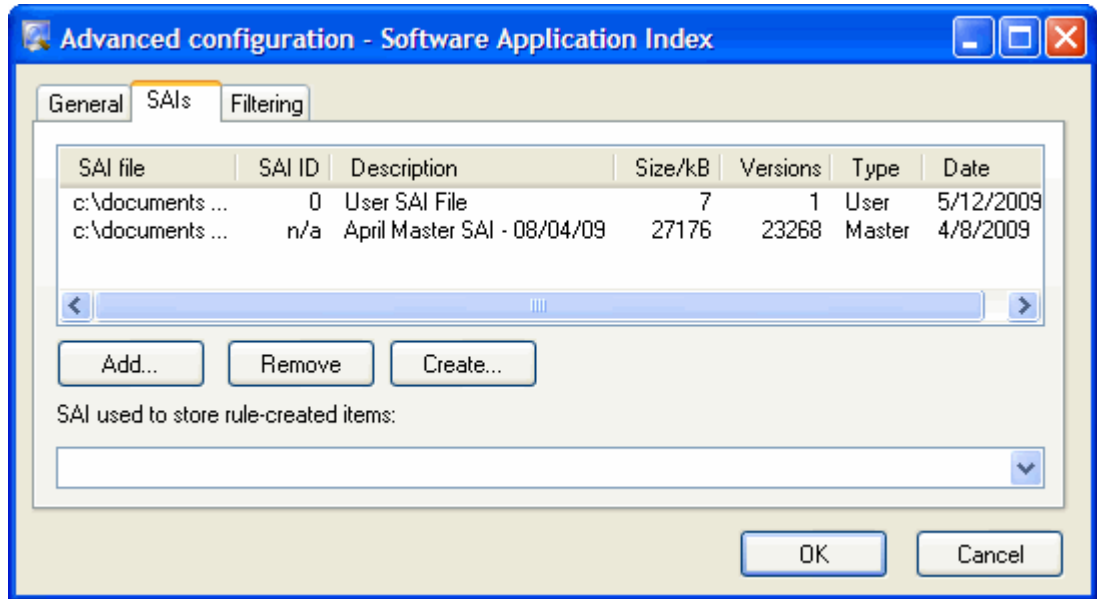 Advanced configuration - Software Application Index
General SAIs Filtering
SAI file SAI ID Description Size/kB Versions Type Date
c:\documents ... 0 User SAI File 7 1 User 5/12/2009
c:\documents ... n/a April Master SAI - 08/04/09 27176 23268 Master 4/8/2009
Add... Remove Create...
SAI used to store rule-created items:
OK Cancel